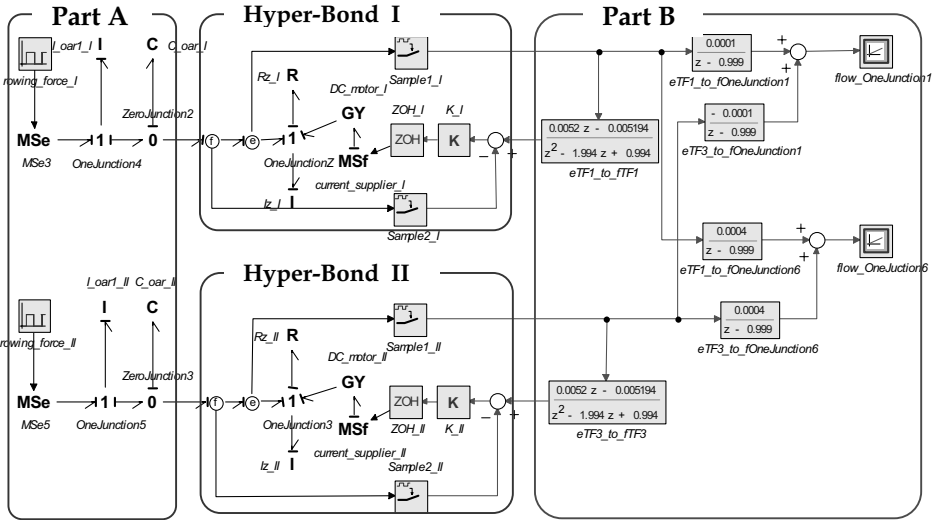 Part A
Hyper-Bond I
Part B
I_oar1_I
I
C
C_oar_I
rowing_force_I
ZeroJunction2
MSe
1
0
MSe3
OneJunction4
f
e
Rz_I
R
DC_motor_I
GY
1
OneJunctionZ
MSf
current_supplier_I
Iz_I
I
Sample1_I
ZOH_I
K_I
ZOH
K
−
+
Sample2_I
0.0052 z - 0.005194
z2 - 1.994 z + 0.994
eTF1_to_fTF1
0.0001
z - 0.999
eTF1_to_fOneJunction1
+
+
flow_OneJunction1
- 0.0001
z - 0.999
eTF3_to_fOneJunction1
0.0004
z - 0.999
eTF1_to_fOneJunction6
+
+
flow_OneJuction6
0.0004
z - 0.999
eTF3_to_fOneJunction6
Hyper-Bond II
I_oar1_II
C_oar_II
I
C
rowing_force_II
ZeroJunction3
MSe
1
0
MSe5
OneJunction5
f
e
Rz_II
R
DC_motor_II
GY
1
OneJunction3
MSf
current_supplier_II
Iz_II
I
Sample1_II
ZOH
K
ZOH_II
K_II
−
+
Sample2_II
0.0052 z - 0.005194
z2 - 1.994 z + 0.994
eTF3_to_fTF3